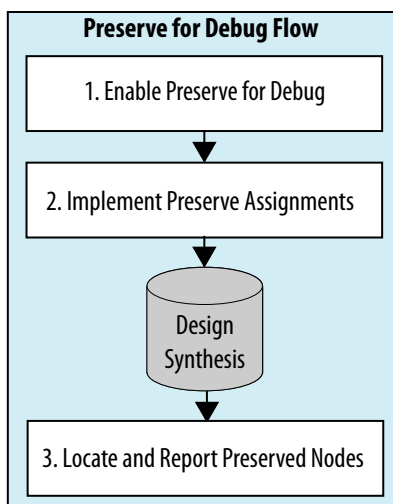 Preserve for Debug Flow
1. Enable Preserve for Debug
2. Implement Preserve Assignments
Design
Synthesis
3. Locate and Report Preserved Nodes